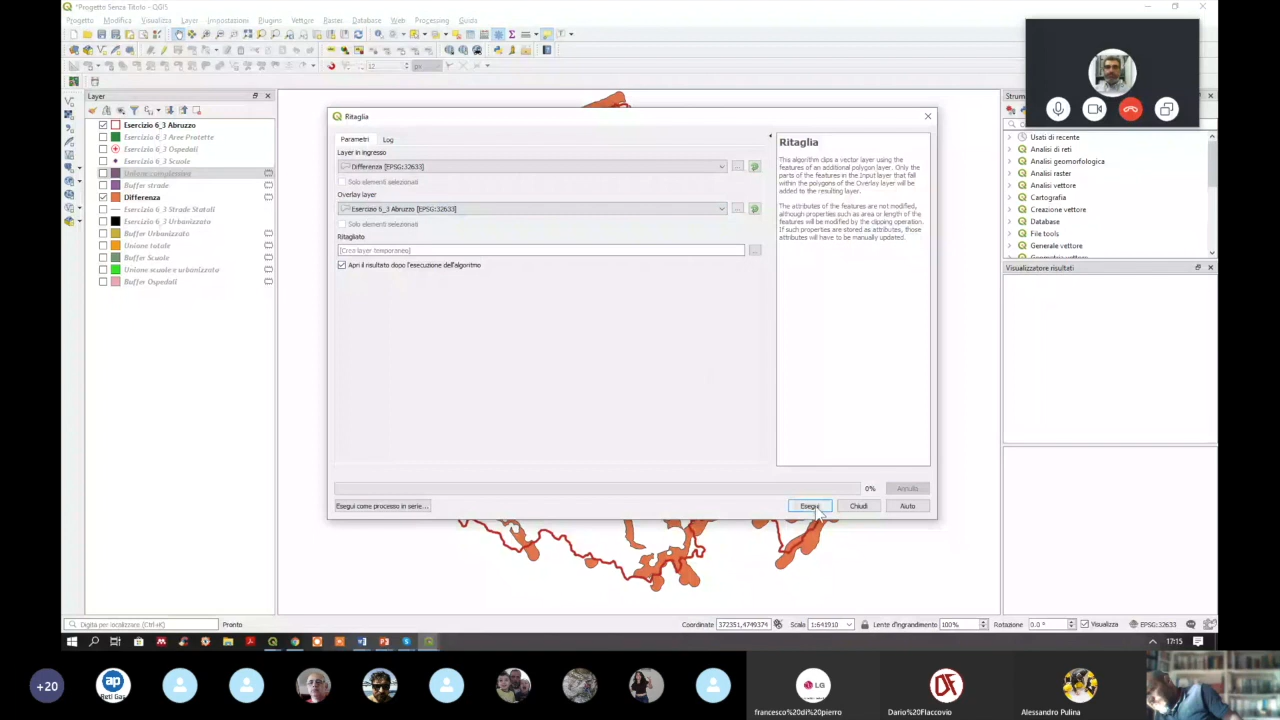 *Progetto Senza Titolo - QGIS
Progetto Modifica Visualizza Layer Impostazioni Plugins Vettore Raster Database Web Processing Guida
12 px
Layer
Esercizio 6_3 Abruzzo
Esercizio 6_3 Aree Protette
Esercizio 6_3 Ospedali
Esercizio 6_3 Scuole
Unione complessiva
Buffer strade
Differenza
Esercizio 6_3 Strade Statali
Esercizio 6_3 Urbanizzato
Buffer Urbanizzato
Unione totale
Buffer Scuole
Unione scuole e urbanizzato
Buffer Ospedali
Ritaglia
Parametri Log
Layer in ingresso
Differenza [EPSG:32633]
Solo elementi selezionati
Overlay layer
Esercizio 6_3 Abruzzo [EPSG:32633]
Solo elementi selezionati
Ritagliato
[Crea layer temporaneo]
Apri il risultato dopo l'esecuzione dell'algoritmo
0% Annulla
Esegui come processo in serie... Esegui Chiudi Aiuto
Ritaglia
This algorithm clips a vector layer using the
features of an additional polygon layer. Only the
parts of the features in the Input layer that fall
within the polygons of the Overlay layer will be
added to the resulting layer.
The attributes of the features are not modified,
although properties such as area or length of the
features will be modified by the clipping operation.
If such properties are stored as attributes, those
attributes will have to be manually updated.
Usati di recente
Analisi di reti
Analisi geomorfologica
Analisi raster
Analisi vettore
Cartografia
Creazione vettore
Database
File tools
Generale vettore
Visualizzatore risultati
Digita per localizzare (Ctrl+K) Pronto Coordinate 372351,4749374 Scala 1:641910 Lente d'ingrandimento 100% Rotazione 0.0 ° Visualizza EPSG:32633
17:15
+20
ap
Reti Gas
LG
francesco%20di%20pierro
DF
Dario%20Flaccovio
Alessandro Pulina